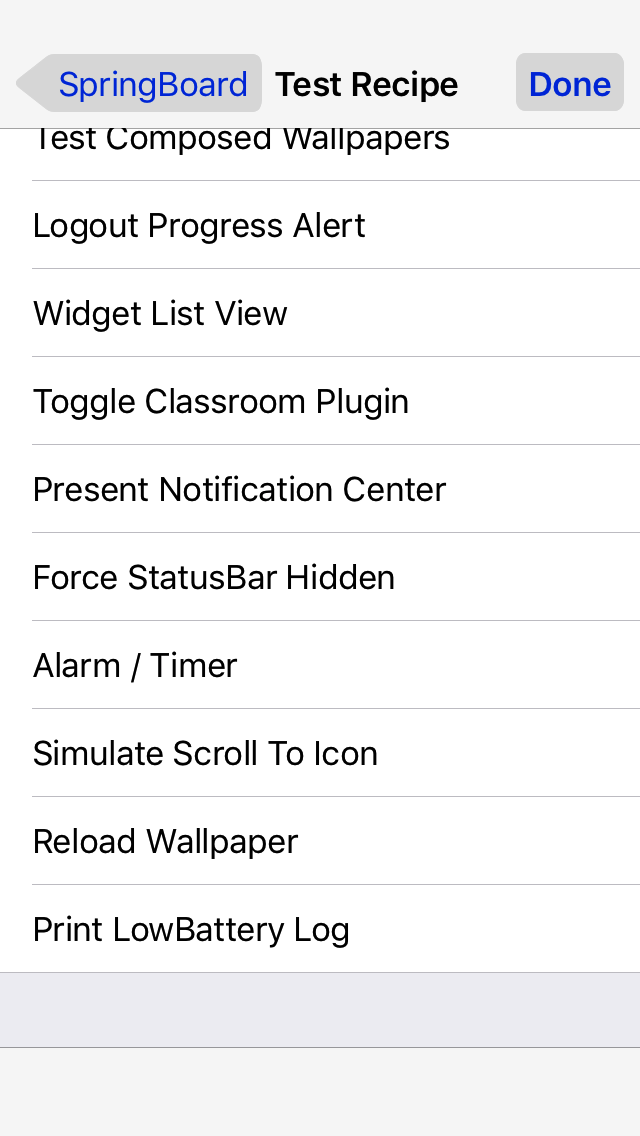 SpringBoard Test Recipe Done
Test Composed Wallpapers
Logout Progress Alert
Widget List View
Toggle Classroom Plugin
Present Notification Center
Force StatusBar Hidden
Alarm / Timer
Simulate Scroll To Icon
Reload Wallpaper
Print LowBattery Log